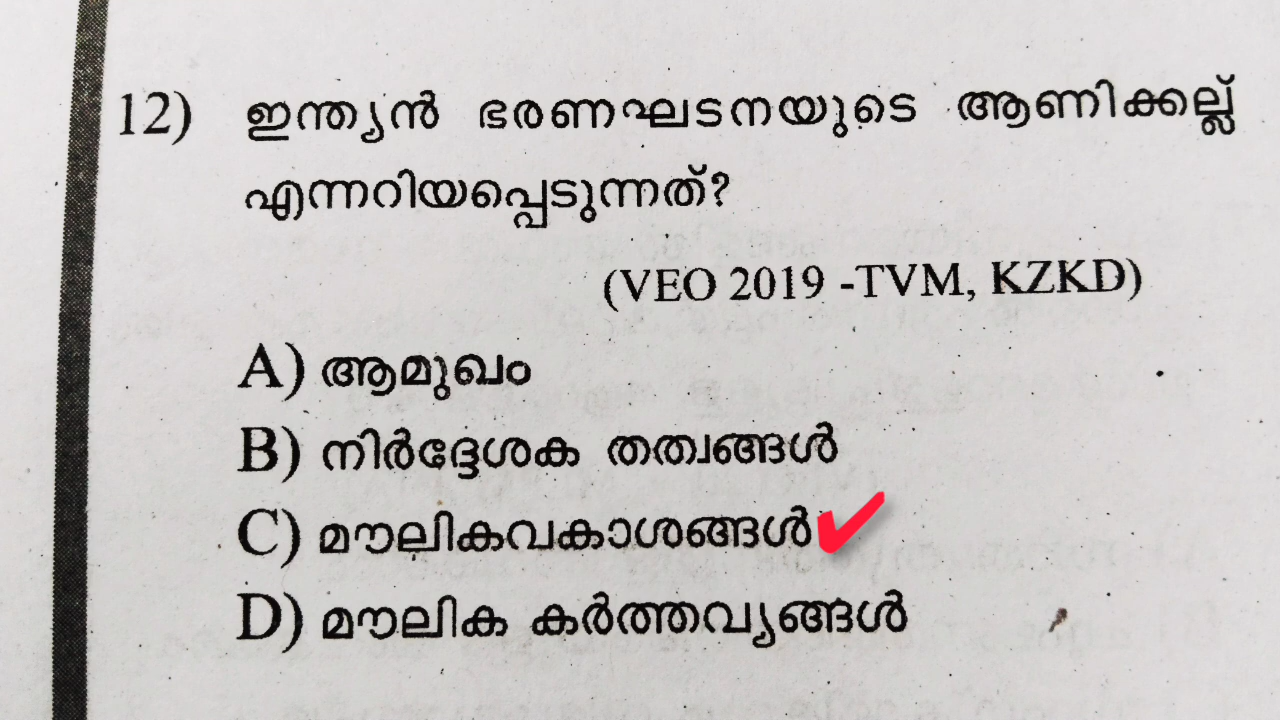 12) ഇന്ത്യൻ ഭരണഘടനയുടെ ആണിക്കല്ല്
എന്നറിയപ്പെടുന്നത്?
(VEO 2019 -TVM, KZKD)
A) ആമുഖം
B) നിർദ്ദേശക തത്വങ്ങൾ
C) മൗലികവകാശങ്ങൾ
D) മൗലിക കർത്തവ്യങ്ങൾ